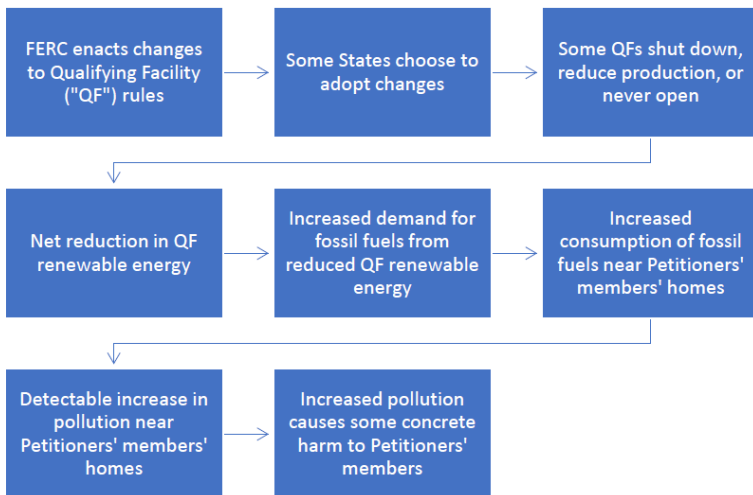 FERC enacts changes
to Qualifying Facility
("QF") rules
Some States choose to
adopt changes
Some QFs shut down,
reduce production, or
never open
Net reduction in QF
renewable energy
Increased demand for
fossil fuels from
reduced QF renewable
energy
Increased
consumption of fossil
fuels near Petitioners'
members' homes
Detectable increase in
pollution near
Petitioners' members'
homes
Increased pollution
causes some concrete
harm to Petitioners'
members